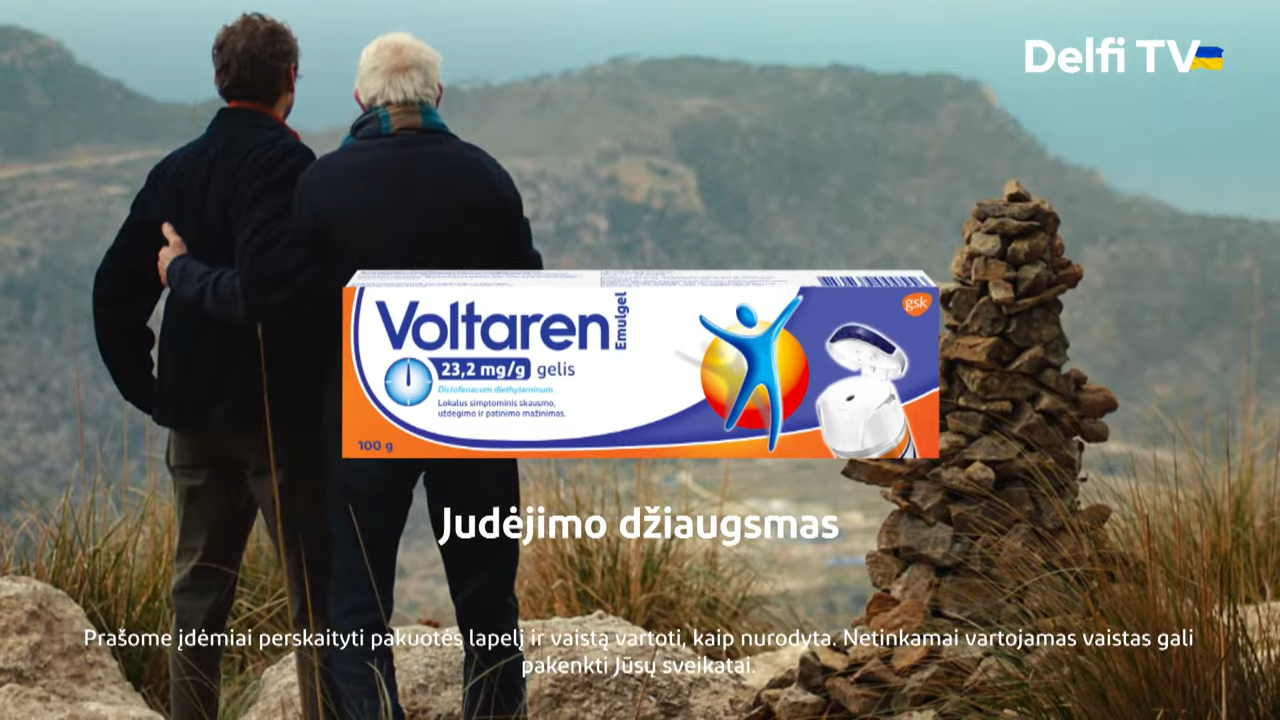 Delfi TV
Voltaren
Emulgel
gsk
23,2 mg/g gelis
Diclofenacum diethylaminum
Lokalus simptominis skausmo,
uždegimo ir patinimo mažinimas.
100 g
Judėjimo džiaugsmas
Prašome įdėmiai perskaityti pakuotės lapelį ir vaistą vartoti, kaip nurodyta. Netinkamai vartojamas vaistas gali
pakenkti Jūsų sveikatai.